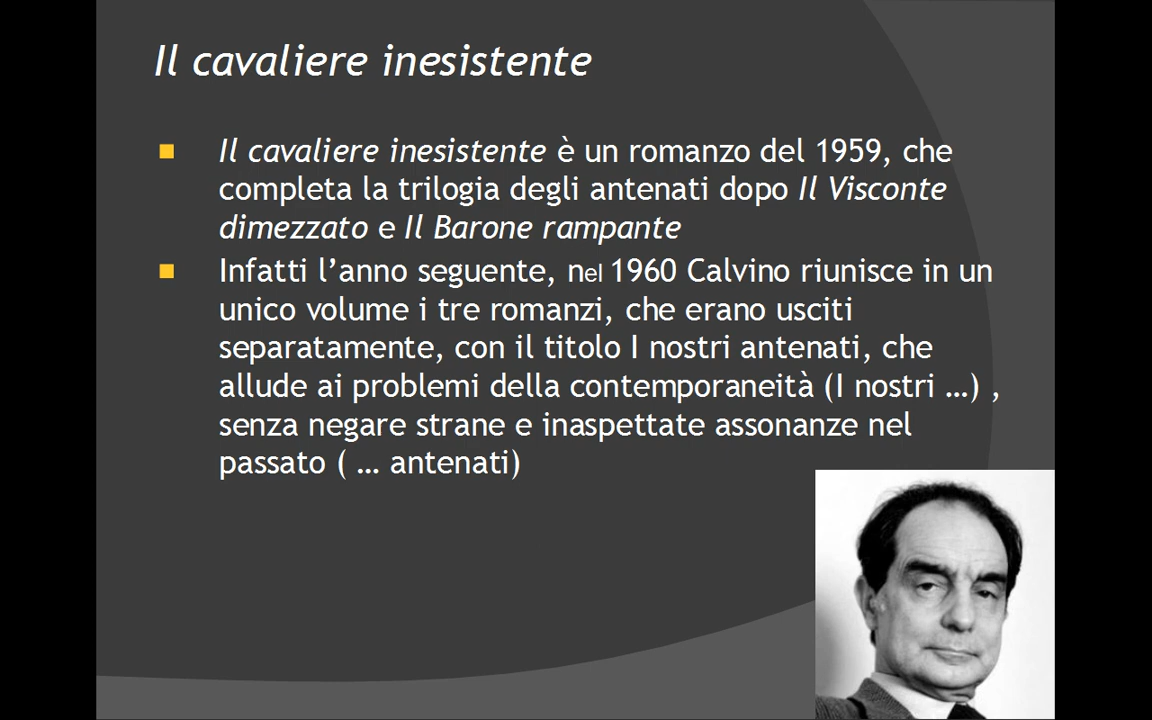 Il cavaliere inesistente
Il cavaliere inesistente è un romanzo del 1959, che
completa la trilogia degli antenati dopo Il Visconte
dimezzato e Il Barone rampante
Infatti l’anno seguente, nel 1960 Calvino riunisce in un
unico volume i tre romanzi, che erano usciti
separatamente, con il titolo I nostri antenati, che
allude ai problemi della contemporaneità (I nostri …) ,
senza negare strane e inaspettate assonanze nel
passato ( … antenati)